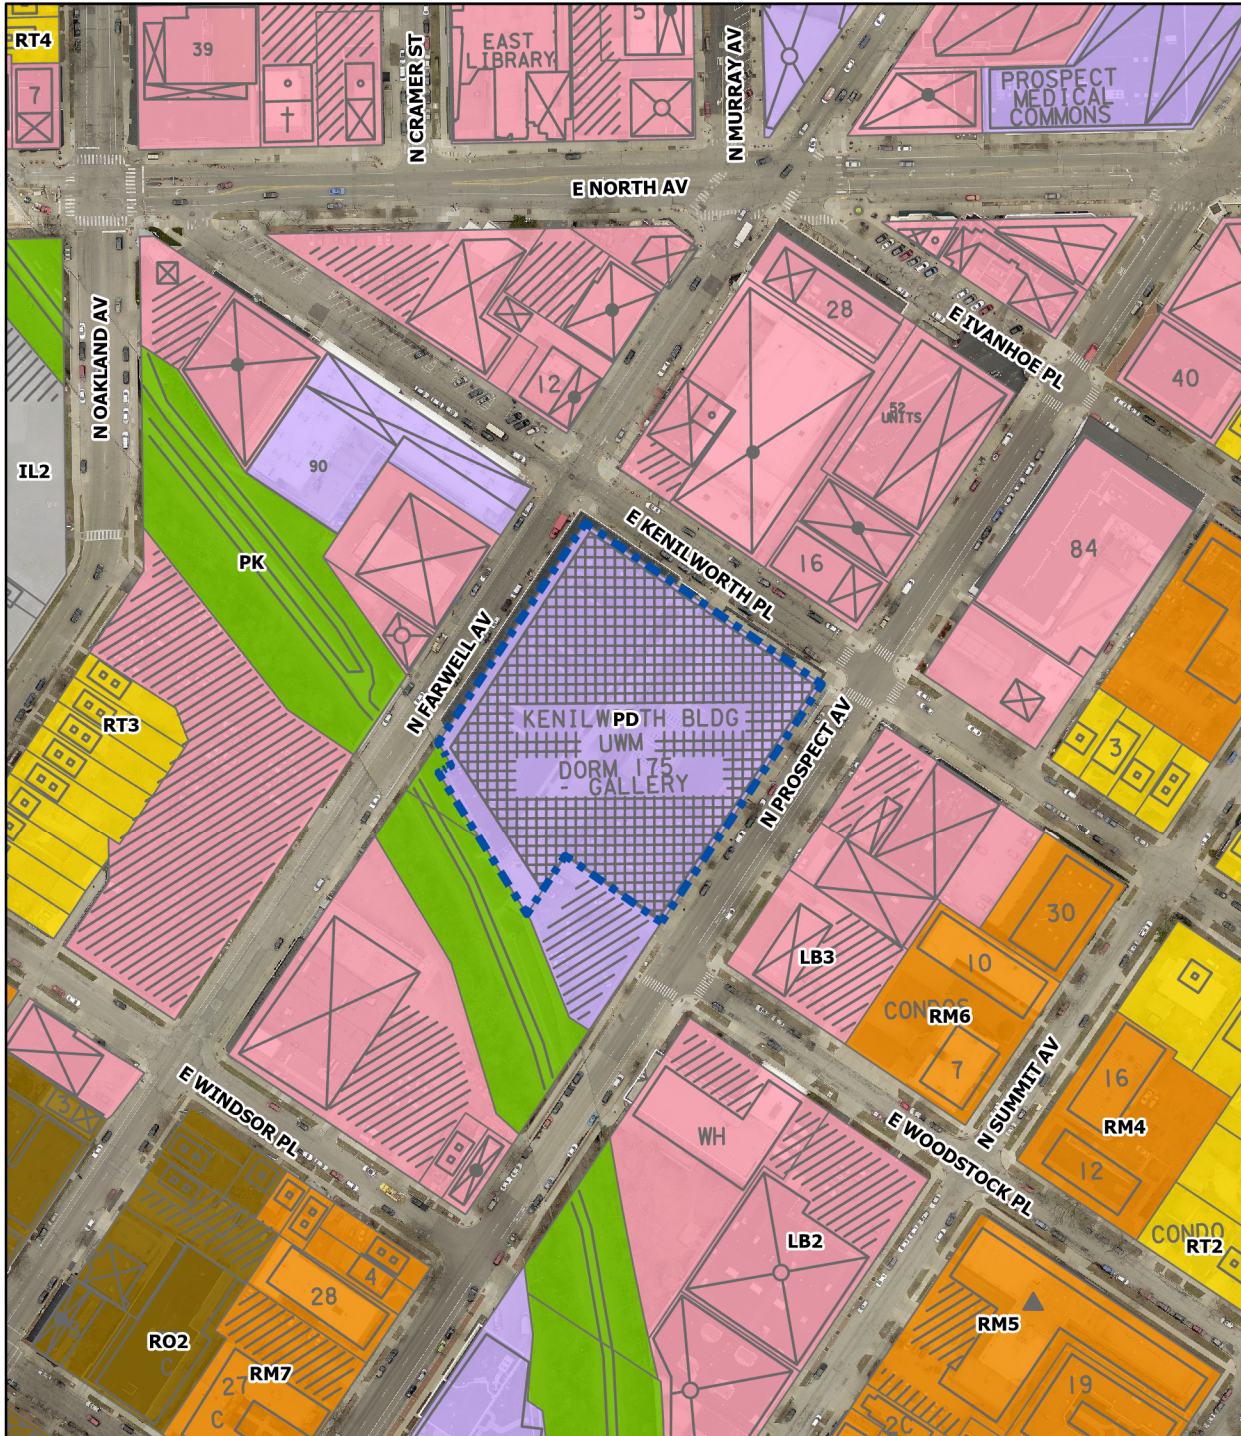 RT4
39
5
EAST
LIBRARY
7
N CRAMER ST
N MURRAY AV
PROSPECT
MEDICAL
COMMONS
E NORTH AV
N OAKLAND AV
28
E IVANHOE PL
12
40
52
UNITS
90
IL2
E KENILWORTH PL
84
PK
16
N FARWELL AV
RT3
KENILWORTH BLDG
PD
UWM
DORM 175
- GALLERY
N PROSPECT AV
3
30
LB3
10
CONDOS
RM6
7
E WINDSOR PL
3
N SUMMIT AV
16
RM4
WH
E WOODSTOCK PL
12
CONDO
RT2
LB2
4
28
RM5
RO2
C
RM7
27
C
19
2C